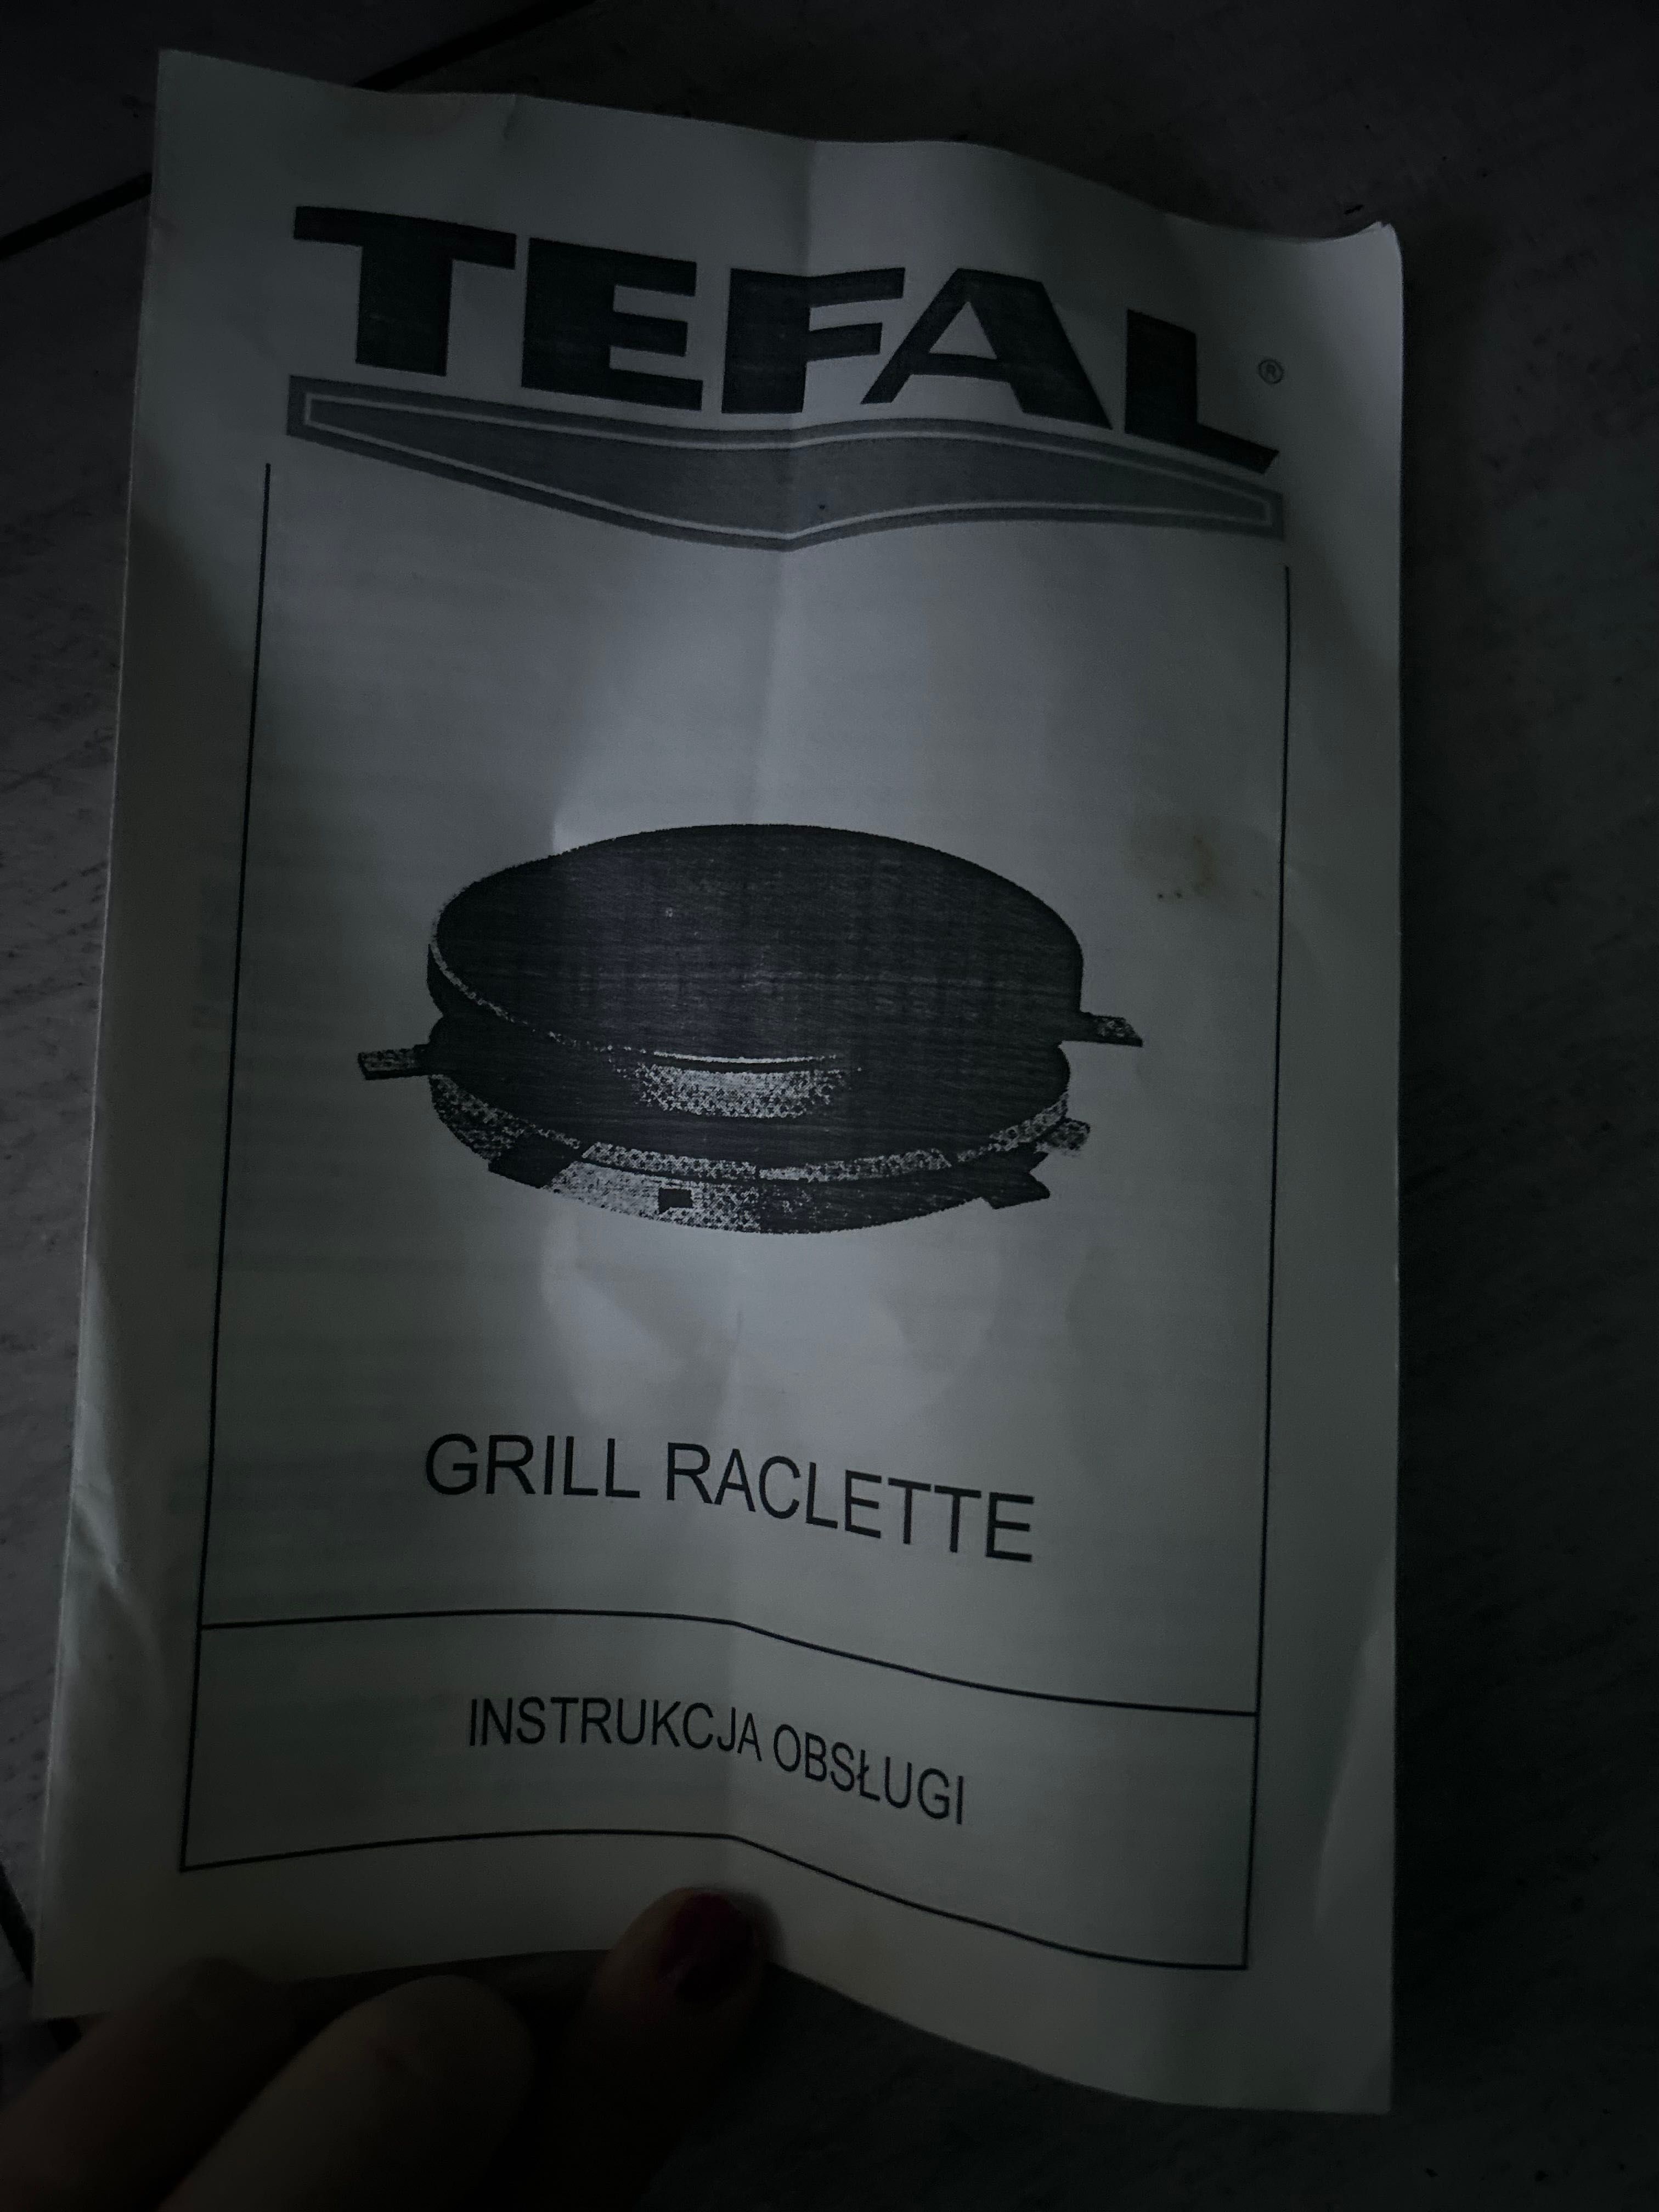 TEFAL®
GRILL RACLETTE
INSTRUKCJA OBSŁUGI